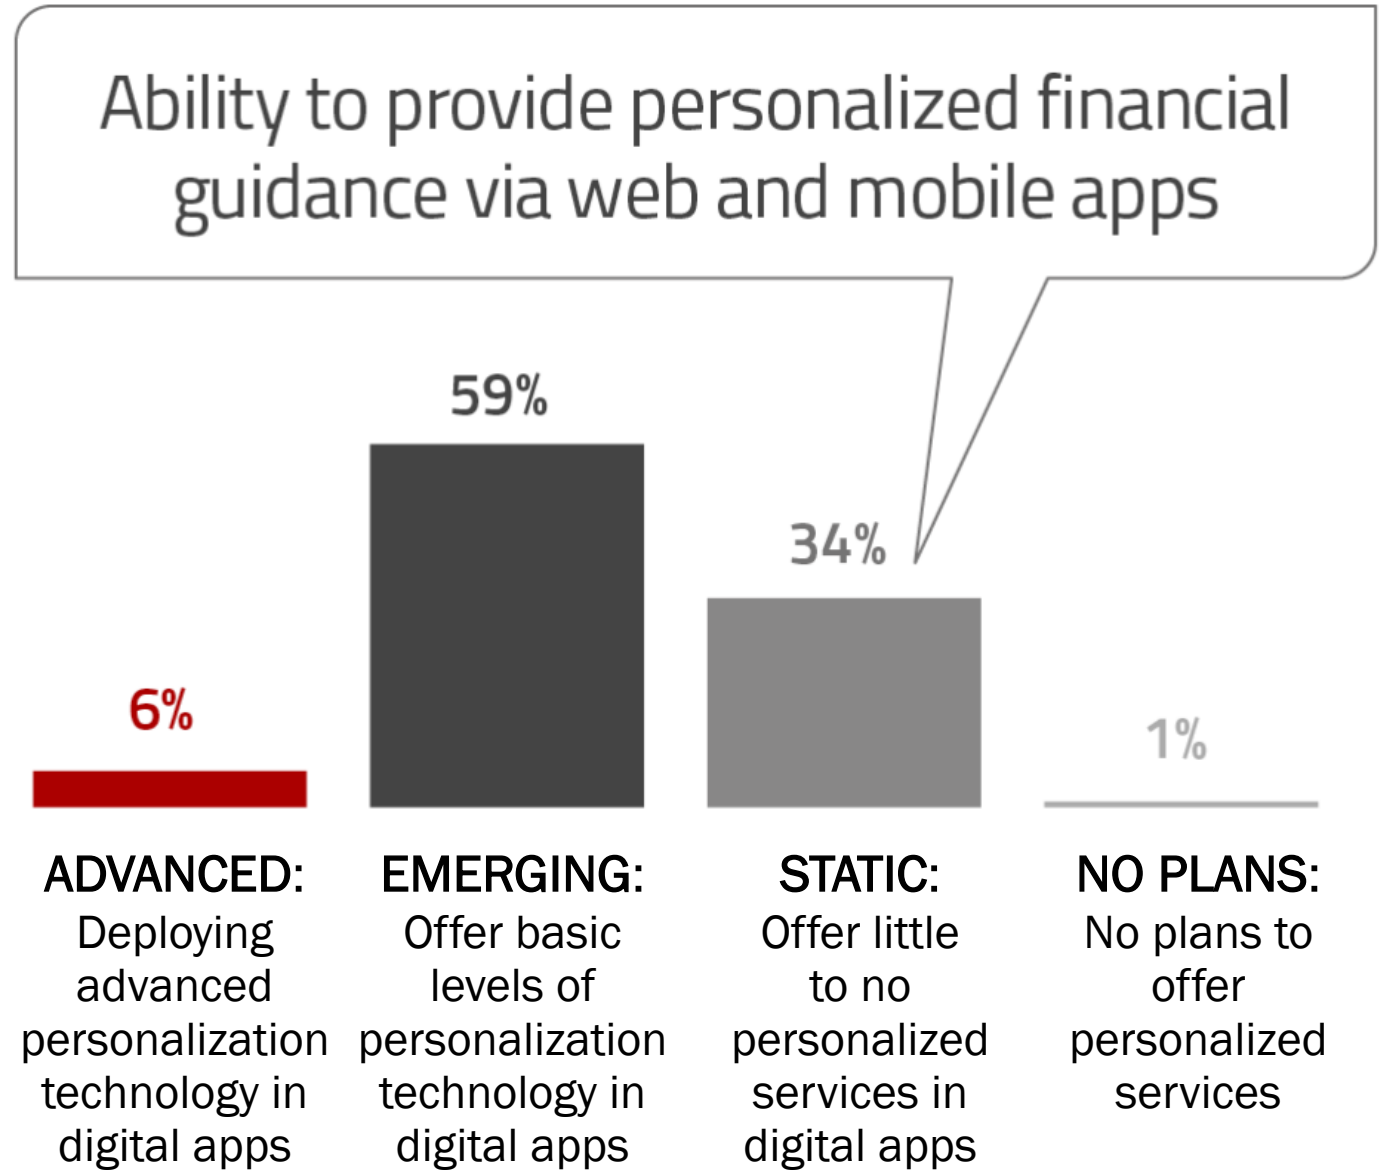 Ability to provide personalized financial
guidance via web and mobile apps
59%
34%
6%
1%
ADVANCED:
Deploying
advanced
personalization
technology in
digital apps
EMERGING:
Offer basic
levels of
personalization
technology in
digital apps
STATIC:
Offer little
to no
personalized
services in
digital apps
NO PLANS:
No plans to
offer
personalized
services